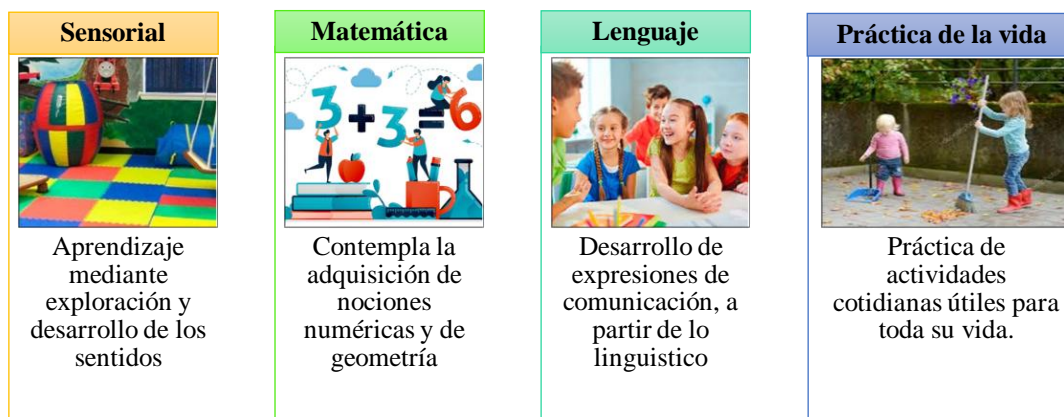 Sensorial
Aprendizaje
mediante
exploración y
desarrollo de los
sentidos
Matemática
3 + 3 = 6
Contempla la
adquisición de
nociones
numéricas y de
geometría
Lenguaje
Desarrollo de
expresiones de
comunicación, a
partir de lo
linguistico
Práctica de la vida
Práctica de
actividades
cotidianas útiles para
toda su vida.